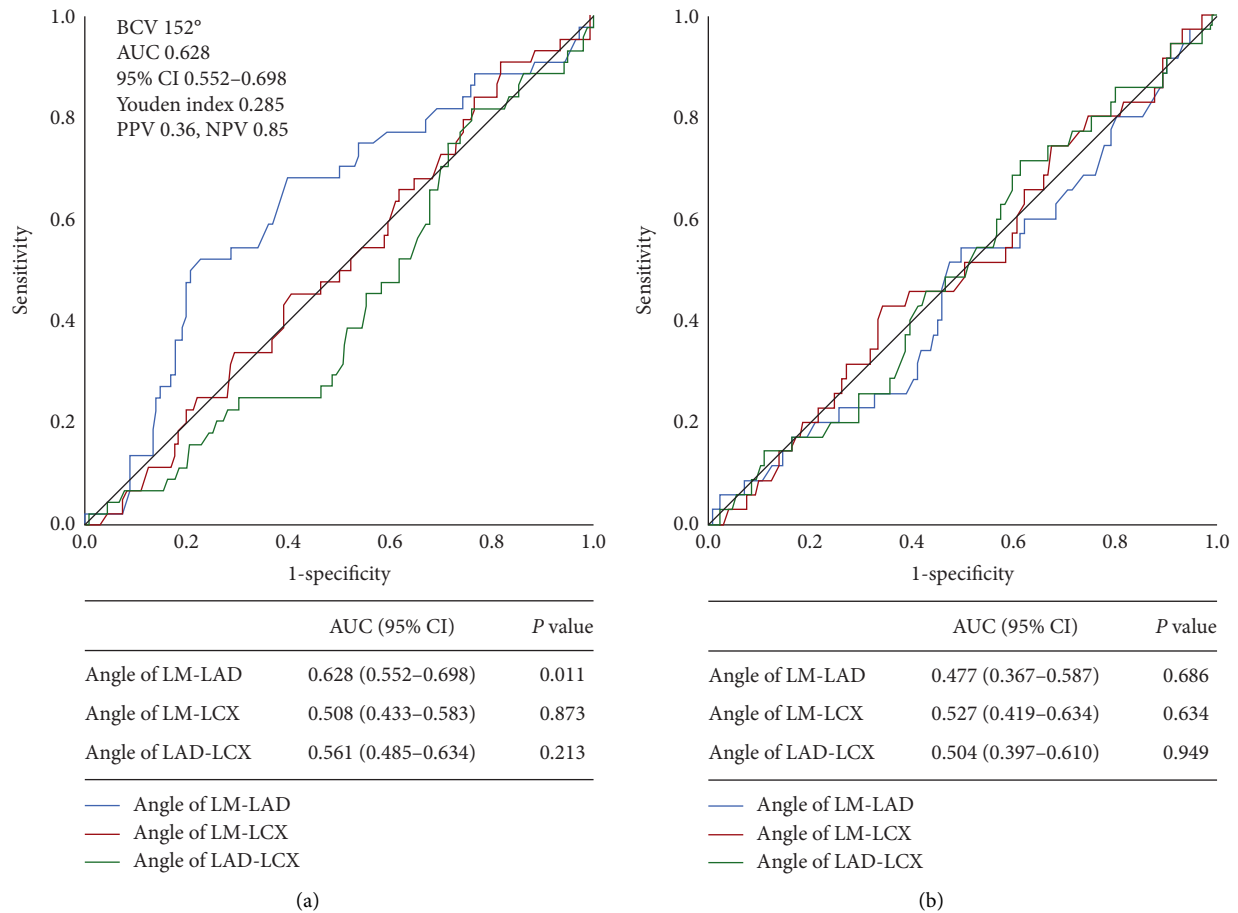 BCV 152°
AUC 0.628
95% CI 0.552–0.698
Youden index 0.285
PPV 0.36, NPV 0.85
1.0
0.8
0.6
0.4
0.2
0.0
Sensitivity
0.0 0.2 0.4 0.6 0.8 1.0
1-specificity
AUC (95% CI) P value
Angle of LM-LAD 0.628 (0.552–0.698) 0.011
Angle of LM-LCX 0.508 (0.433–0.583) 0.873
Angle of LAD-LCX 0.561 (0.485–0.634) 0.213
Angle of LM-LAD
Angle of LM-LCX
Angle of LAD-LCX
(a)
1.0
0.8
0.6
0.4
0.2
0.0
Sensitivity
0.0 0.2 0.4 0.6 0.8 1.0
1-specificity
AUC (95% CI) P value
Angle of LM-LAD 0.477 (0.367–0.587) 0.686
Angle of LM-LCX 0.527 (0.419–0.634) 0.634
Angle of LAD-LCX 0.504 (0.397–0.610) 0.949
Angle of LM-LAD
Angle of LM-LCX
Angle of LAD-LCX
(b)